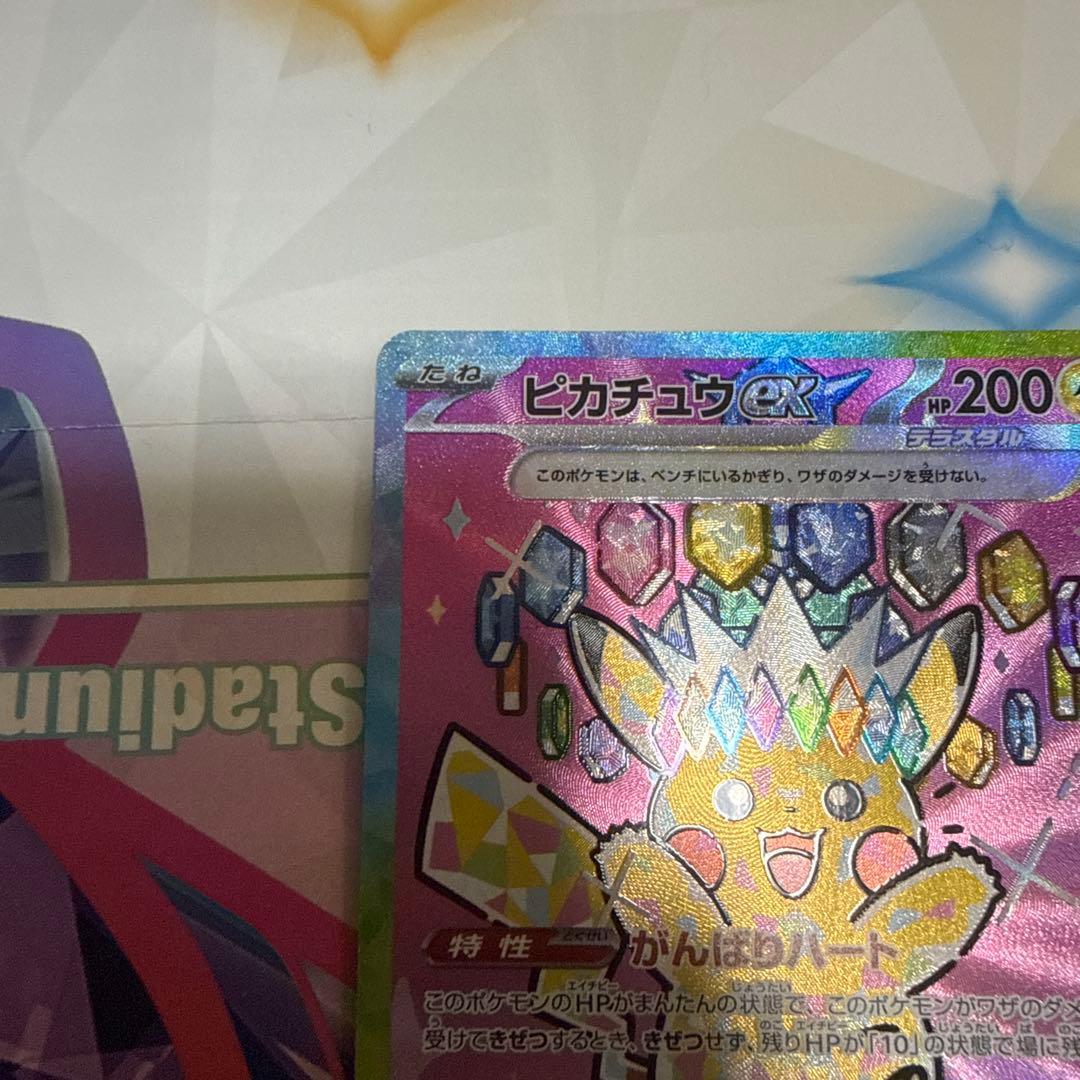 たね ピカチュウex HP 200
テラスタル
このポケモンは、ベンチにいるかぎり、ワザのダメージを受けない。
Stadium
特性 がんばりハート
このポケモンのHPがまんたんの状態で、このポケモンがワザのダメ
受けてきぜつするとき、きぜつせず、残りHPが「10」の状態で場に残